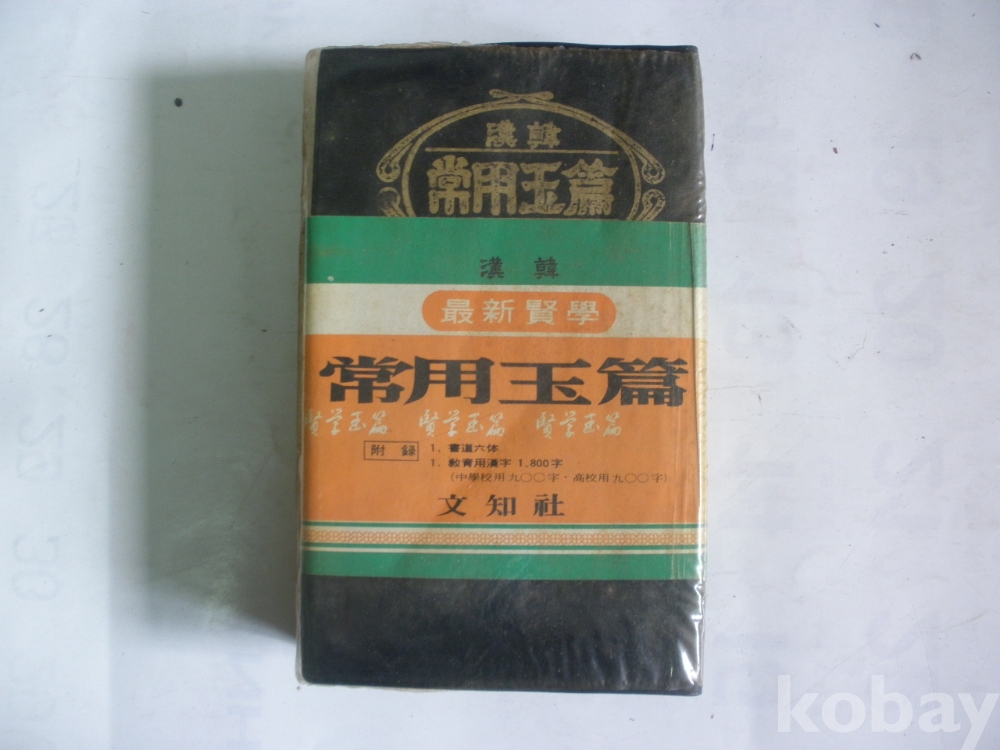 漢韓
常用玉篇
漢韓
最新賢學
常用玉篇
賢学玉篇 賢学玉篇 賢学玉篇
附錄 1. 書道六体
1. 敎育用漢字 1,800字
(中學校用九〇〇字·高校用九〇〇字)
文知社
kobay